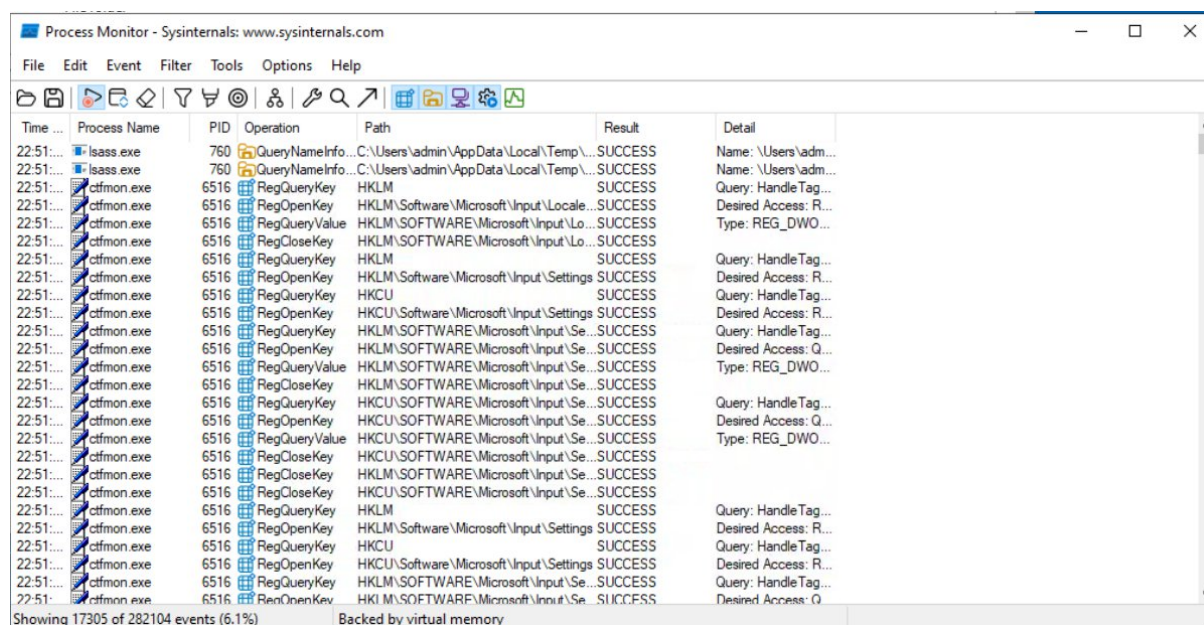 Process Monitor - Sysinternals: www.sysinternals.com
File Edit Event Filter Tools Options Help
Time ... Process Name PID Operation Path Result Detail
22:51:... lsass.exe 760 QueryNameInfo... C:\Users\admin\AppData\Local\Temp\... SUCCESS Name: \Users\adm...
22:51:... lsass.exe 760 QueryNameInfo... C:\Users\admin\AppData\Local\Temp\... SUCCESS Name: \Users\adm...
22:51:... ctfmon.exe 6516 RegQueryKey HKLM SUCCESS Query: HandleTag...
22:51:... ctfmon.exe 6516 RegOpenKey HKLM\Software\Microsoft\Input\Locale... SUCCESS Desired Access: R...
22:51:... ctfmon.exe 6516 RegQueryValue HKLM\SOFTWARE\Microsoft\Input\Lo... SUCCESS Type: REG_DWO...
22:51:... ctfmon.exe 6516 RegCloseKey HKLM\SOFTWARE\Microsoft\Input\Lo... SUCCESS
22:51:... ctfmon.exe 6516 RegQueryKey HKLM SUCCESS Query: HandleTag...
22:51:... ctfmon.exe 6516 RegOpenKey HKLM\Software\Microsoft\Input\Settings SUCCESS Desired Access: R...
22:51:... ctfmon.exe 6516 RegQueryKey HKCU SUCCESS Query: HandleTag...
22:51:... ctfmon.exe 6516 RegOpenKey HKCU\Software\Microsoft\Input\Settings SUCCESS Desired Access: R...
22:51:... ctfmon.exe 6516 RegQueryKey HKLM\SOFTWARE\Microsoft\Input\Se... SUCCESS Query: HandleTag...
22:51:... ctfmon.exe 6516 RegOpenKey HKLM\SOFTWARE\Microsoft\Input\Se... SUCCESS Desired Access: Q...
22:51:... ctfmon.exe 6516 RegQueryValue HKLM\SOFTWARE\Microsoft\Input\Se... SUCCESS Type: REG_DWO...
22:51:... ctfmon.exe 6516 RegCloseKey HKLM\SOFTWARE\Microsoft\Input\Se... SUCCESS
22:51:... ctfmon.exe 6516 RegQueryKey HKCU\SOFTWARE\Microsoft\Input\Se... SUCCESS Query: HandleTag...
22:51:... ctfmon.exe 6516 RegOpenKey HKCU\SOFTWARE\Microsoft\Input\Se... SUCCESS Desired Access: Q...
22:51:... ctfmon.exe 6516 RegQueryValue HKCU\SOFTWARE\Microsoft\Input\Se... SUCCESS Type: REG_DWO...
22:51:... ctfmon.exe 6516 RegCloseKey HKCU\SOFTWARE\Microsoft\Input\Se... SUCCESS
22:51:... ctfmon.exe 6516 RegCloseKey HKLM\SOFTWARE\Microsoft\Input\Se... SUCCESS
22:51:... ctfmon.exe 6516 RegCloseKey HKCU\SOFTWARE\Microsoft\Input\Se... SUCCESS
22:51:... ctfmon.exe 6516 RegQueryKey HKLM SUCCESS Query: HandleTag...
22:51:... ctfmon.exe 6516 RegOpenKey HKLM\Software\Microsoft\Input\Settings SUCCESS Desired Access: R...
22:51:... ctfmon.exe 6516 RegQueryKey HKCU SUCCESS Query: HandleTag...
22:51:... ctfmon.exe 6516 RegOpenKey HKCU\Software\Microsoft\Input\Settings SUCCESS Desired Access: R...
22:51:... ctfmon.exe 6516 RegQueryKey HKLM\SOFTWARE\Microsoft\Input\Se... SUCCESS Query: HandleTag...
22:51: ctfmon.exe 6516 RegOpenKey HKLM\SOFTWARE\Microsoft\Input\Se SUCCESS Desired Access: Q
Showing 17305 of 282104 events (6.1%) Backed by virtual memory